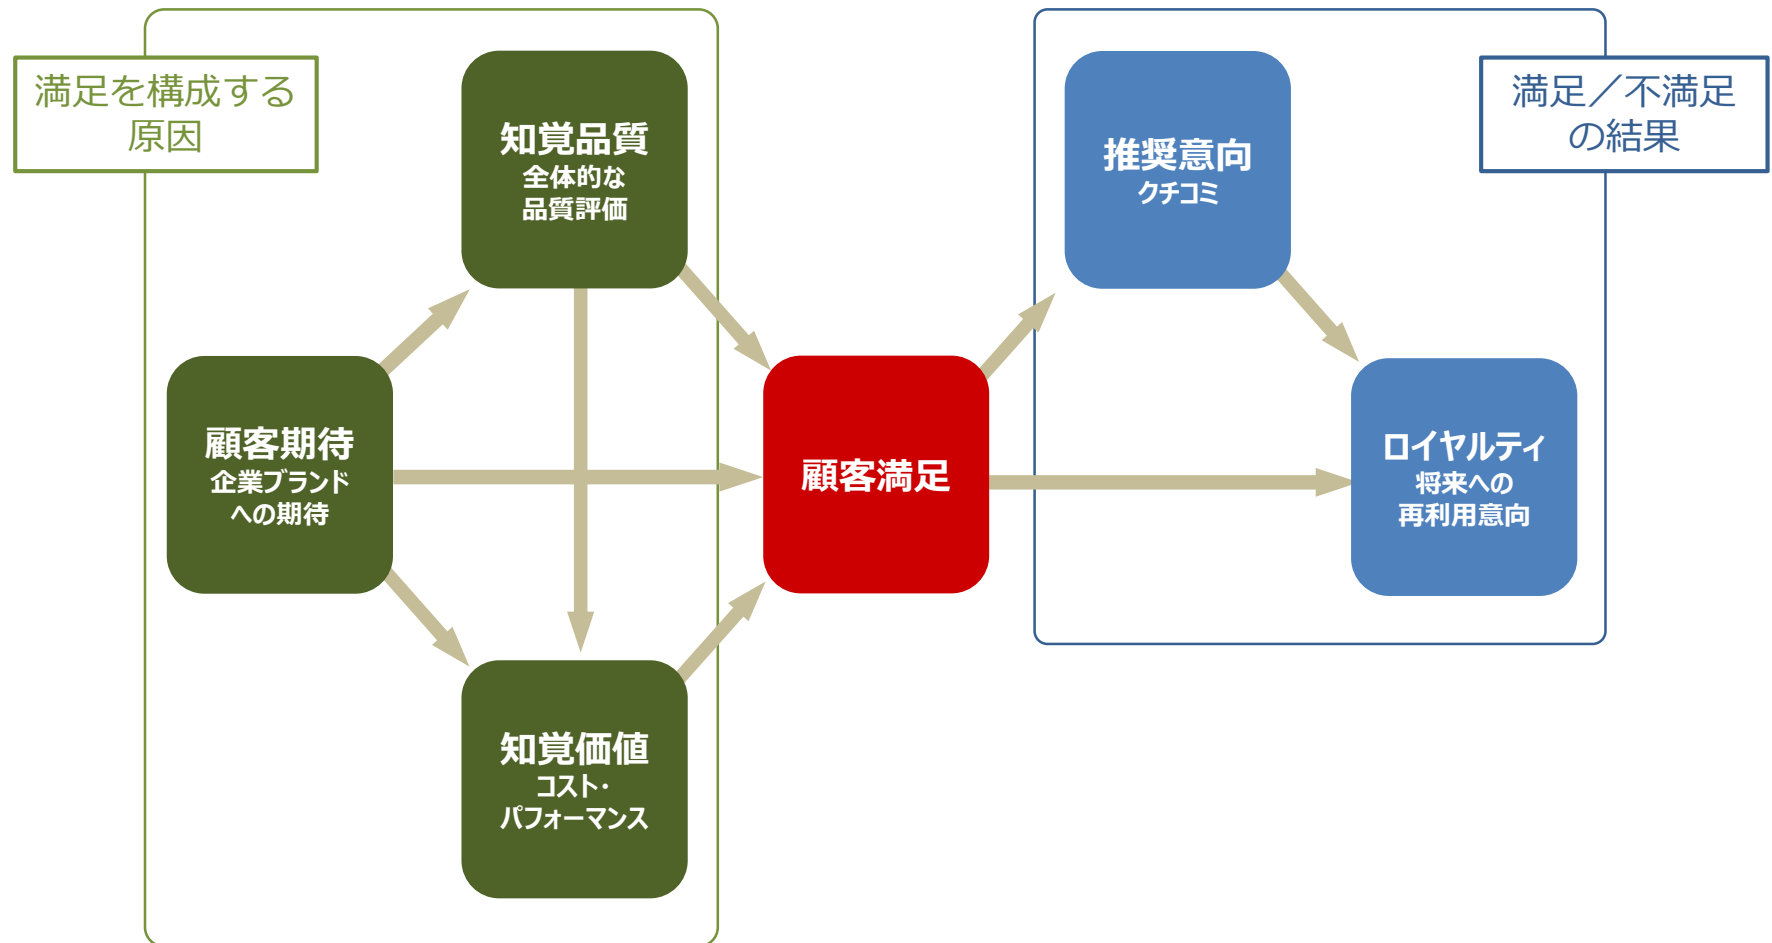 満足を構成する
原因
知覚品質
全体的な
品質評価
顧客期待
企業ブランド
への期待
知覚価値
コスト・
パフォーマンス
顧客満足
推奨意向
クチコミ
ロイヤルティ
将来への
再利用意向
満足／不満足
の結果